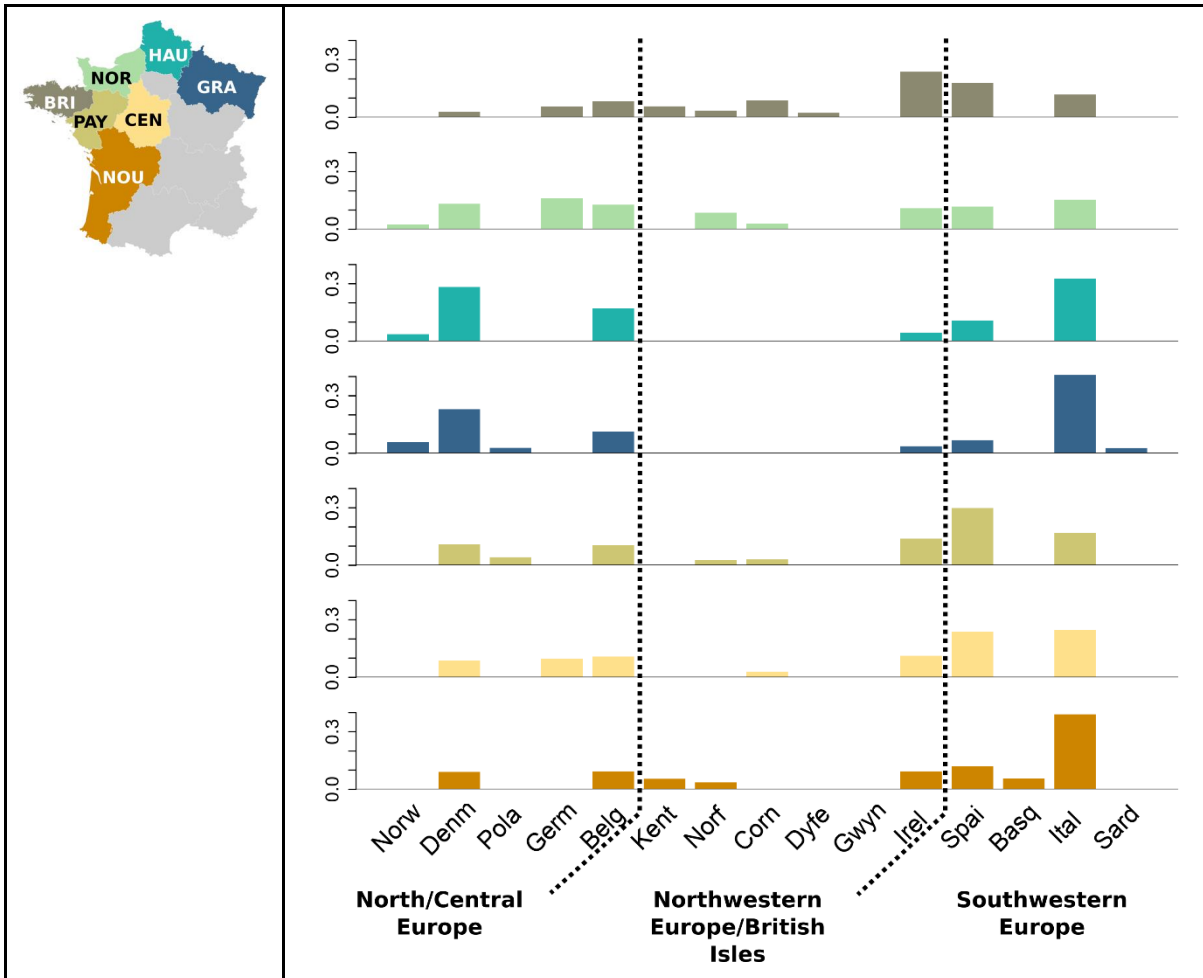 HAU
NOR
GRA
BRI
PAY
CEN
NOU
0.3
0.0
0.3
0.0
0.3
0.0
0.3
0.0
0.3
0.0
0.3
0.0
0.3
0.0
Norw Denm Pola Germ Belg Kent Norf Corn Dyfe Gwyn Irel Spai Basq Ital Sard
North/Central
Europe
Northwestern
Europe/British
Isles
Southwestern
Europe